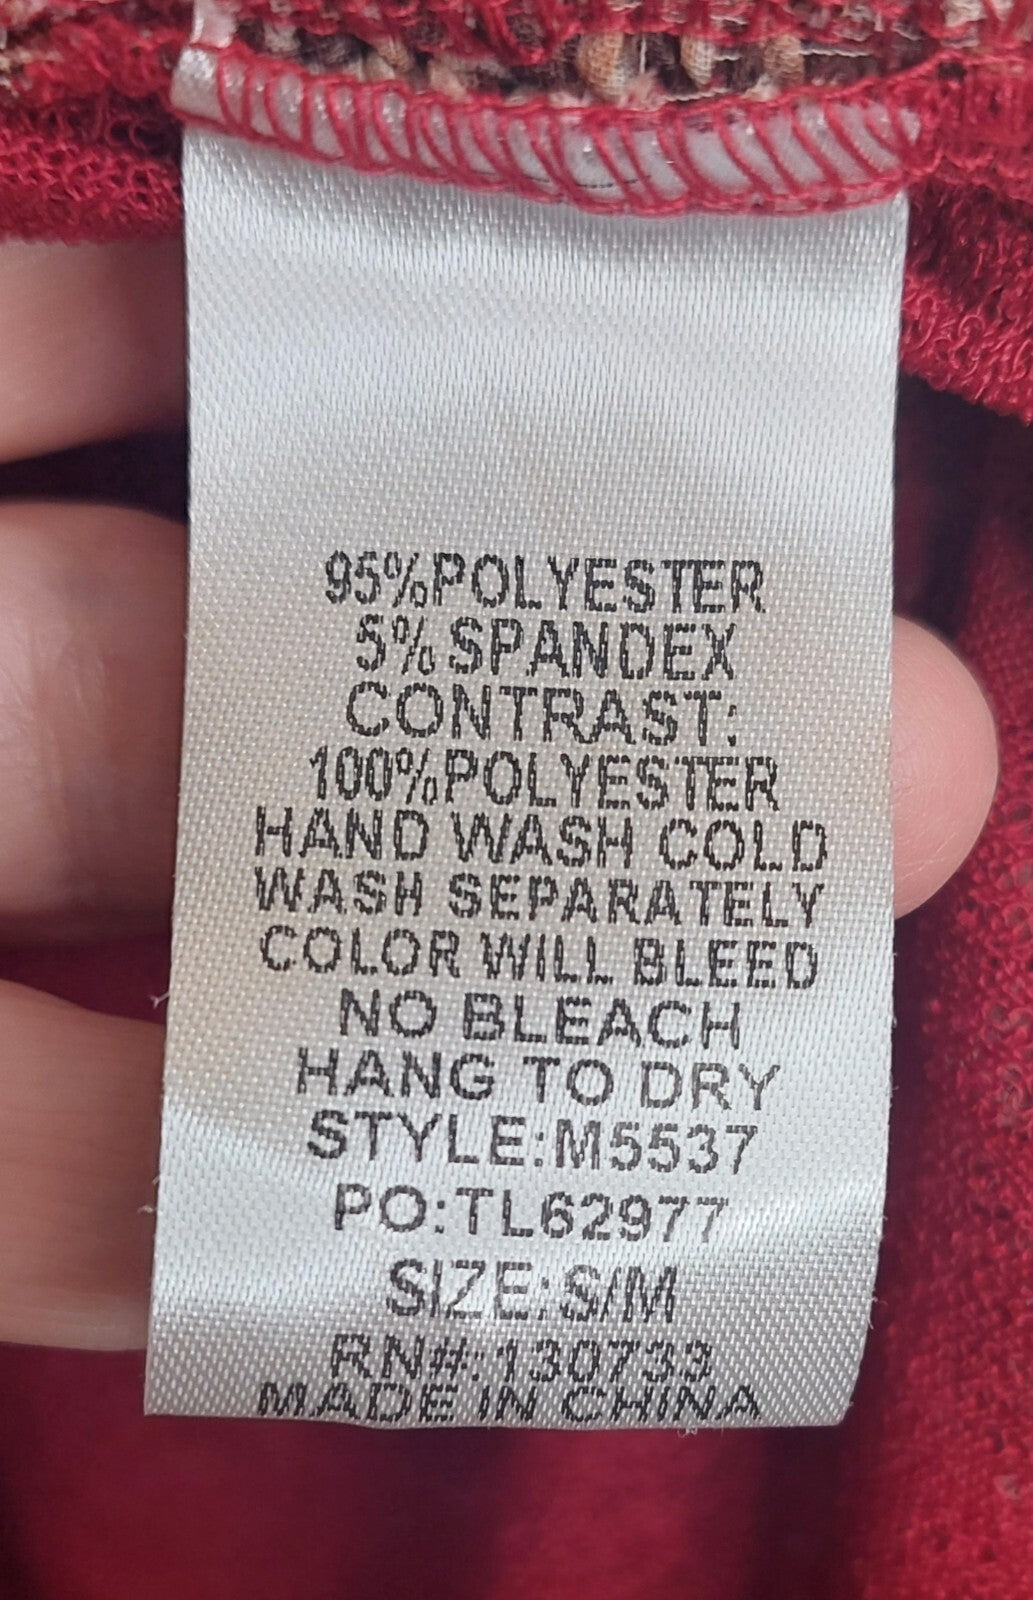 95%POLYESTER
5%SPANDEX
CONTRAST:
100%POLYESTER
HAND WASH COLD
WASH SEPARATELY
COLOR WILL BLEED
NO BLEACH
HANG TO DRY
STYLE:M5537
PO:TL62977
SIZE:S/M
RN#:130733
MADE IN CHINA